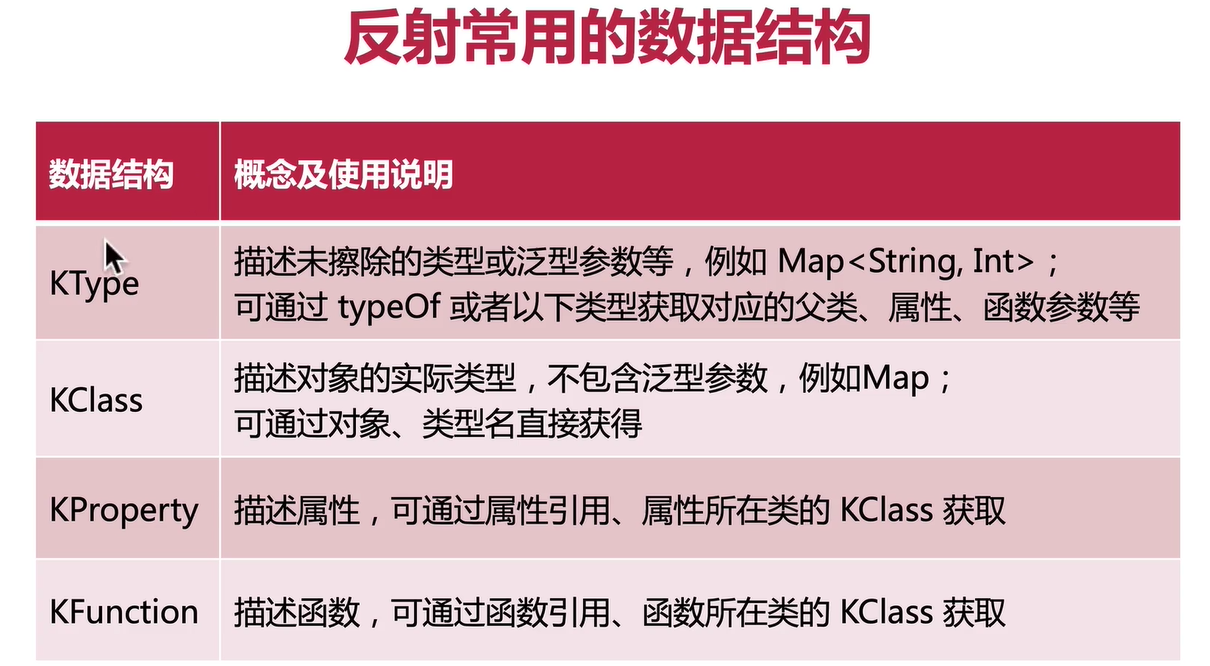 反射常用的数据结构
数据结构
概念及使用说明
KType
描述未擦除的类型或泛型参数等，例如 Map<String, Int>；
可通过 typeOf 或者以下类型获取对应的父类、属性、函数参数等
KClass
描述对象的实际类型，不包含泛型参数，例如Map；
可通过对象、类型名直接获得
KProperty
描述属性，可通过属性引用、属性所在类的 KClass 获取
KFunction
描述函数，可通过函数引用、函数所在类的 KClass 获取